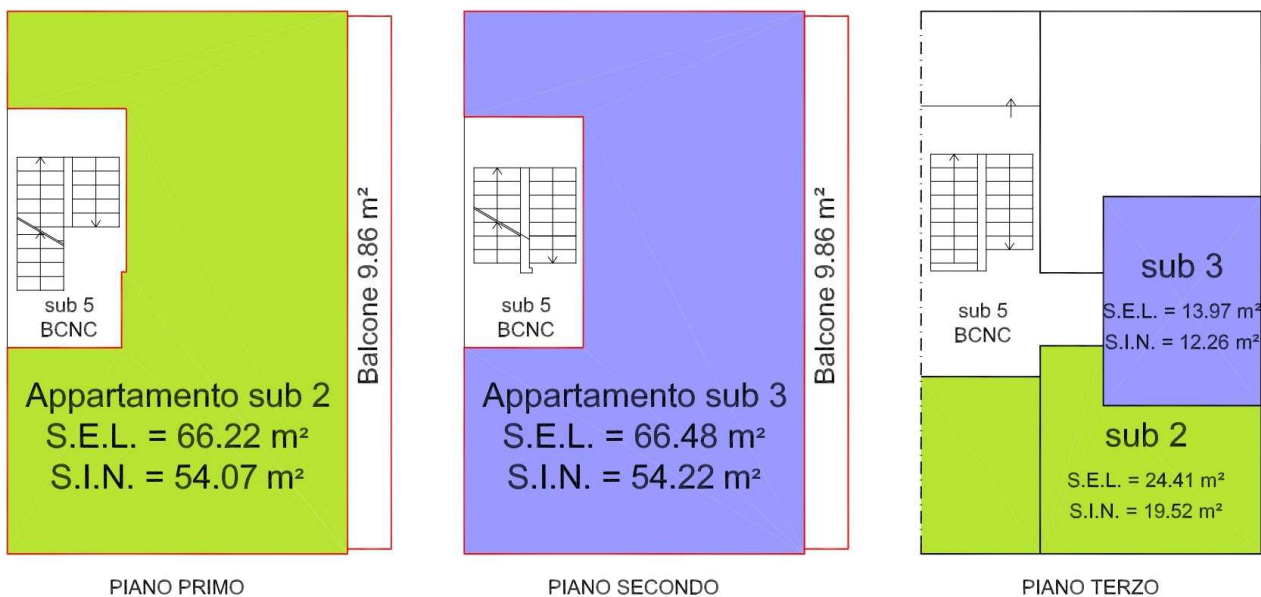 sub 5
BCNC
Appartamento sub 2
S.E.L. = 66.22 m²
S.I.N. = 54.07 m²
Balcone 9.86 m²
PIANO PRIMO
sub 5
BCNC
Appartamento sub 3
S.E.L. = 66.48 m²
S.I.N. = 54.22 m²
Balcone 9.86 m²
PIANO SECONDO
sub 3
S.E.L. = 13.97 m²
S.I.N. = 12.26 m²
sub 5
BCNC
sub 2
S.E.L. = 24.41 m²
S.I.N. = 19.52 m²
PIANO TERZO